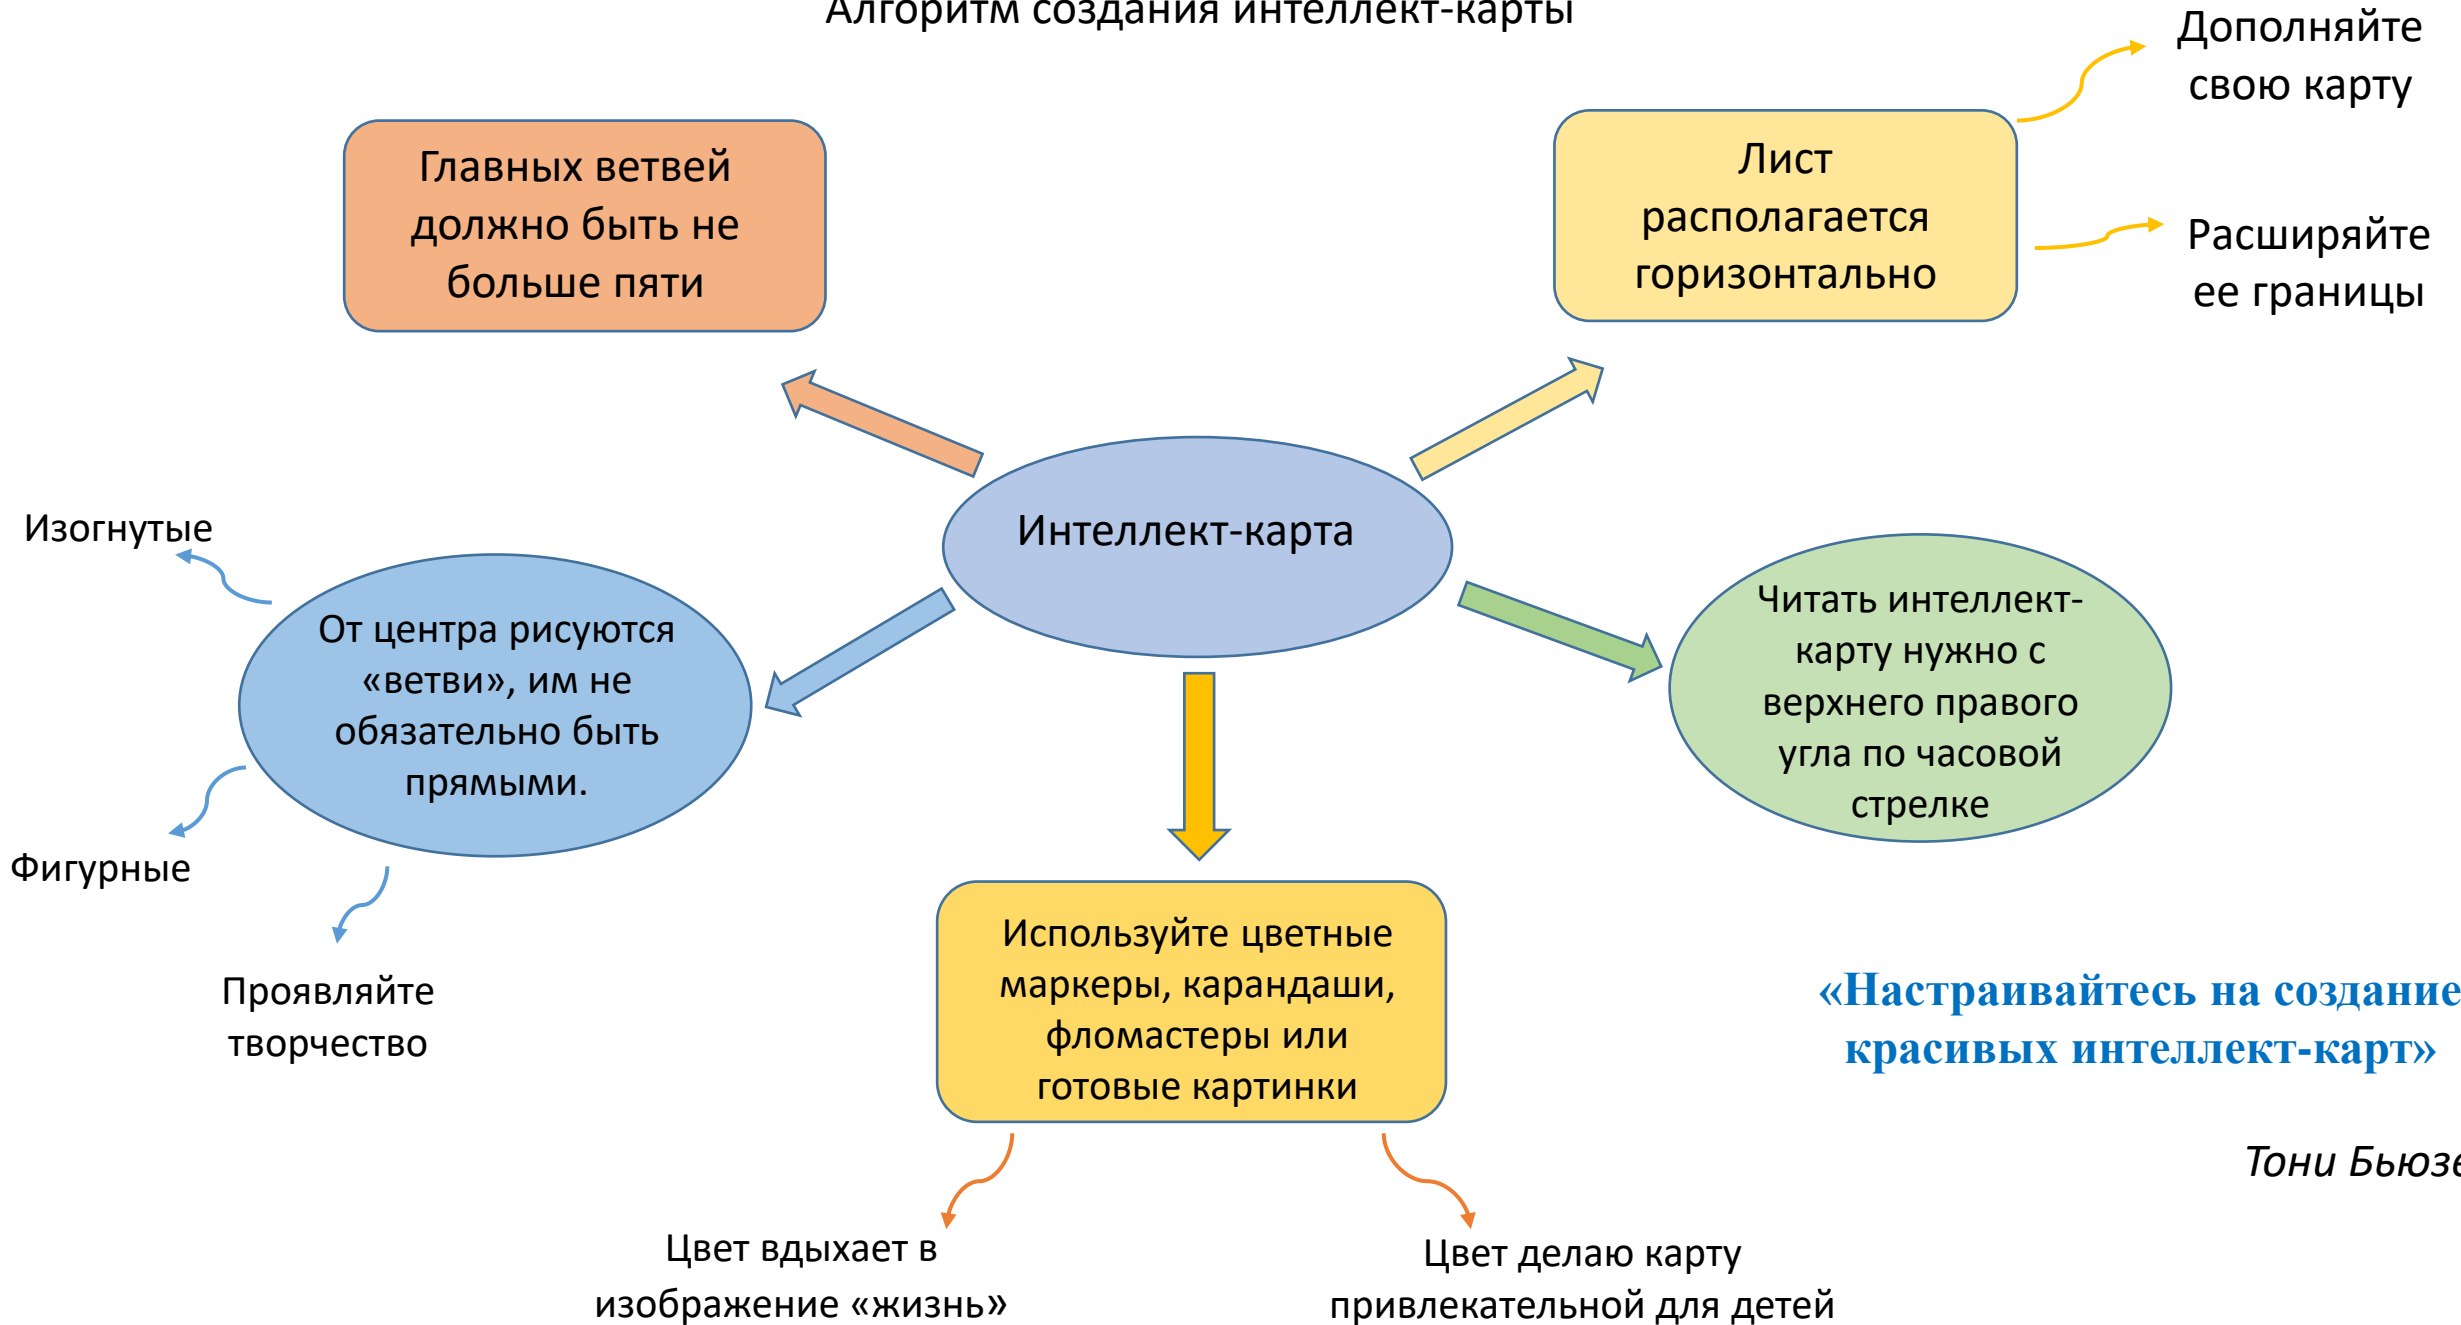 Алгоритм создания интеллект-карты
Дополняйте
свою карту
Главных ветвей
должно быть не
больше пяти
Лист
располагается
горизонтально
Расширяйте
ее границы
Интеллект-карта
Изогнутые
От центра рисуются
«ветви», им не
обязательно быть
прямыми.
Читать интеллект-
карту нужно с
верхнего правого
угла по часовой
стрелке
Фигурные
Проявляйте
творчество
Используйте цветные
маркеры, карандаши,
фломастеры или
готовые картинки
«Настраивайтесь на создание
красивых интеллект-карт»
Тони Бьюзе
Цвет вдыхает в
изображение «жизнь»
Цвет делаю карту
привлекательной для детей